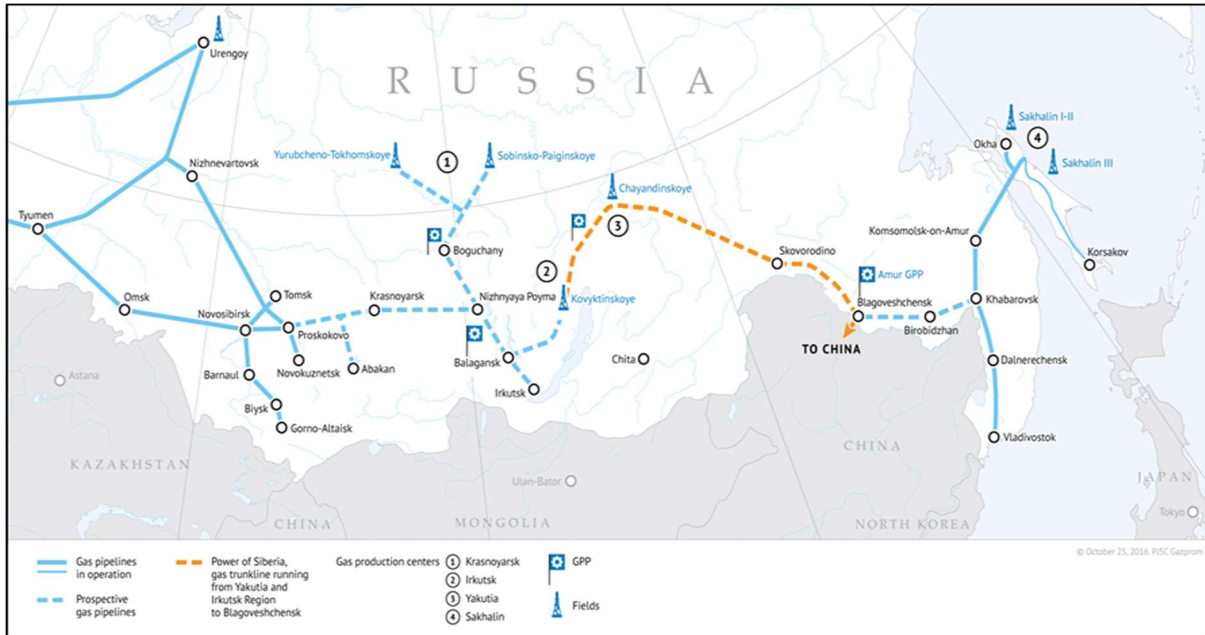 Urengoy
RUSSIA
Sakhalin I-II
Okha
4
Sakhalin III
Yurubcheno-Tokhomskoye
1
Sobinsko-Paiginskoye
Nizhnevartovsk
Chayandinskoye
3
Tyumen
Komsomolsk-on-Amur
Boguchany
Skovorodino
Korsakov
2
Amur GPP
Omsk
Tomsk
Krasnoyarsk
Nizhnyaya Poyma
Kovyktinskoye
Blagoveshchensk
Khabarovsk
Novosibirsk
Proskokovo
Birobidzhan
TO CHINA
Balagansk
Chita
Dalnerechensk
Astana
Barnaul
Novokuznetsk
Abakan
Irkutsk
Biysk
Gorno-Altaisk
Vladivostok
CHINA
KAZAKHSTAN
Ulan-Bator
JAPAN
Tokyo
CHINA
MONGOLIA
NORTH KOREA
© October 25, 2016. PJSC Gazprom
Gas pipelines
in operation
Prospective
gas pipelines
Power of Siberia,
gas trunkline running
from Yakutia and
Irkutsk Region
to Blagoveshchensk
Gas production centers
1 Krasnoyarsk
2 Irkutsk
3 Yakutia
4 Sakhalin
GPP
Fields